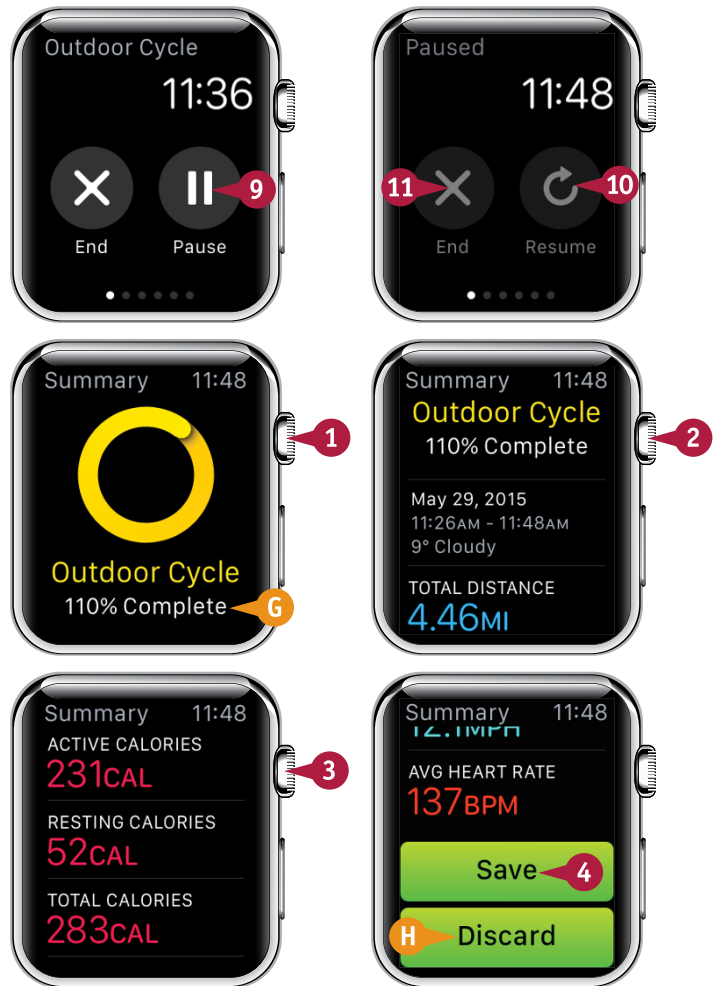 Outdoor Cycle
11:36
9
End
Pause
Paused
11:48
11
10
End
Resume
Summary 11:48
1
Outdoor Cycle
110% Complete
G
Summary 11:48
Outdoor Cycle
2
110% Complete
May 29, 2015
11:26AM - 11:48AM
9° Cloudy
TOTAL DISTANCE
4.46MI
Summary 11:48
ACTIVE CALORIES
231CAL
3
RESTING CALORIES
52CAL
TOTAL CALORIES
283CAL
Summary 11:48
12.1MPH
AVG HEART RATE
137BPM
Save
4
H
Discard